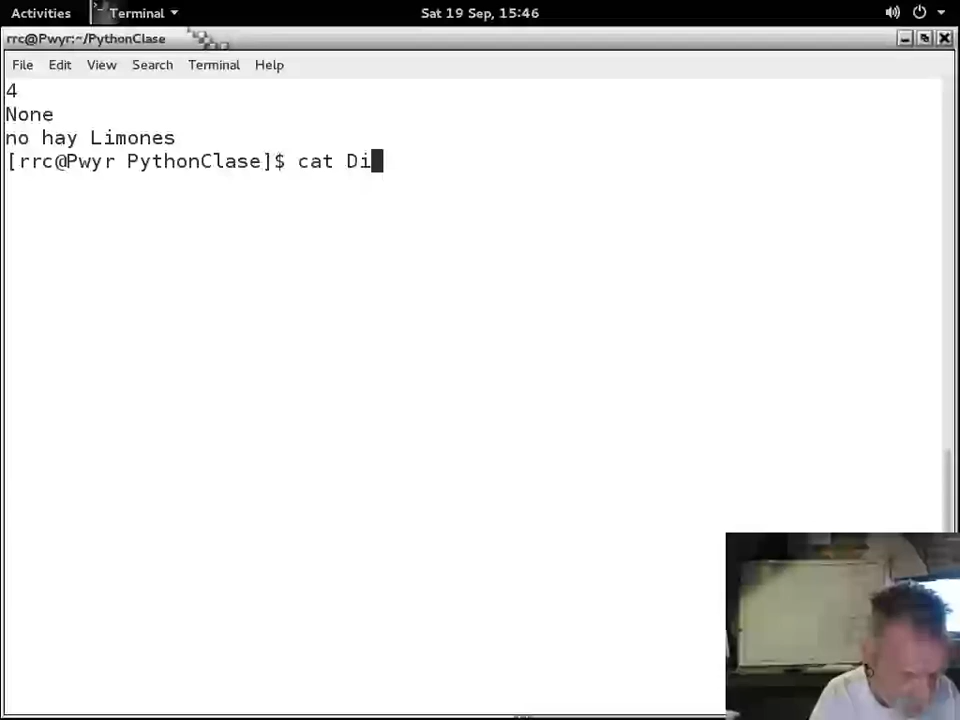 Activities Terminal Sat 19 Sep, 15:46
rrc@Pwyr:~/PythonClase
File Edit View Search Terminal Help
4
None
no hay Limones
[rrc@Pwyr PythonClase]$ cat Di